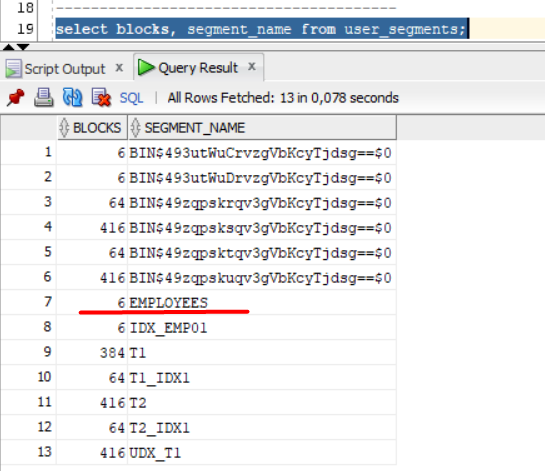 18 ----------------------------------------
19 select blocks, segment_name from user_segments;
Script Output x Query Result x
SQL | All Rows Fetched: 13 in 0,078 seconds
BLOCKS SEGMENT_NAME
1 6 BIN$493utWuCrvzgVbKcyTjdsg==$0
2 6 BIN$493utWuDrvzgVbKcyTjdsg==$0
3 64 BIN$49zqpskrqv3gVbKcyTjdsg==$0
4 416 BIN$49zqpsksqv3gVbKcyTjdsg==$0
5 64 BIN$49zqpsktqv3gVbKcyTjdsg==$0
6 416 BIN$49zqpskuqv3gVbKcyTjdsg==$0
7 6 EMPLOYEES
8 6 IDX_EMP01
9 384 T1
10 64 T1_IDX1
11 416 T2
12 64 T2_IDX1
13 416 UDX_T1